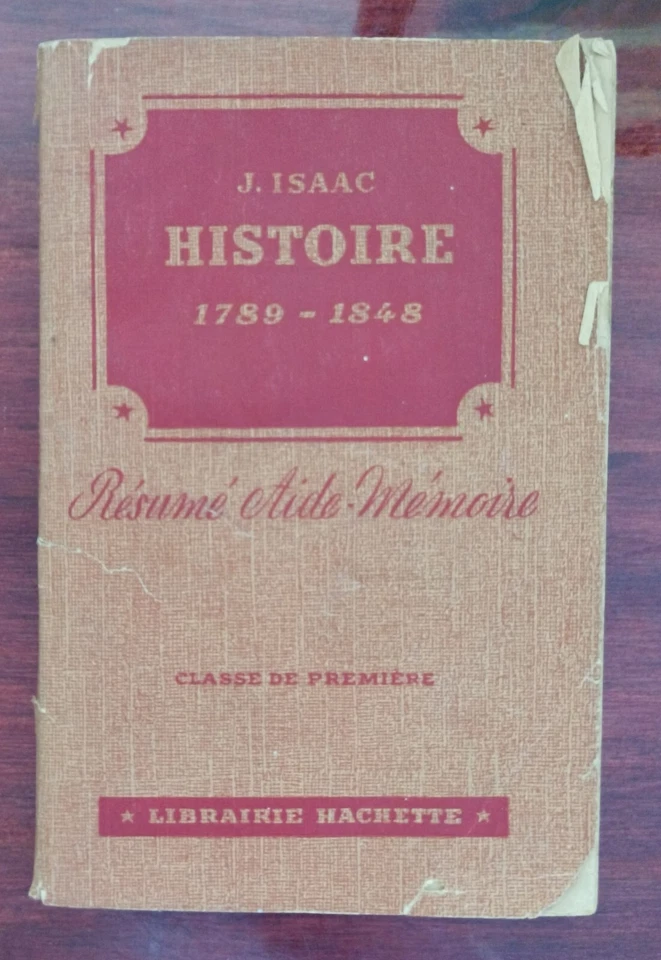 J. ISAAC
HISTOIRE
1789 - 1848
Résumé Aide-Mémoire
CLASSE DE PREMIÈRE
★ LIBRAIRIE HACHETTE ★